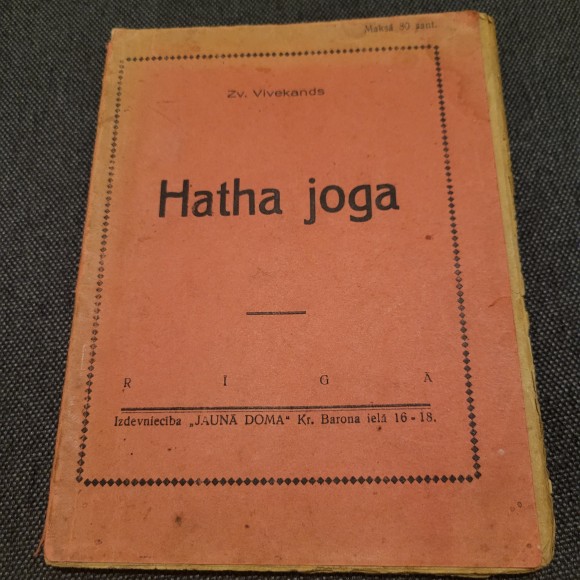 Maksā 80 sant.
Zv. Vivekands
Hatha joga
R I G Ā
Izdevniecība „JAUNĀ DOMA“ Kr. Barona ielā 16-18.